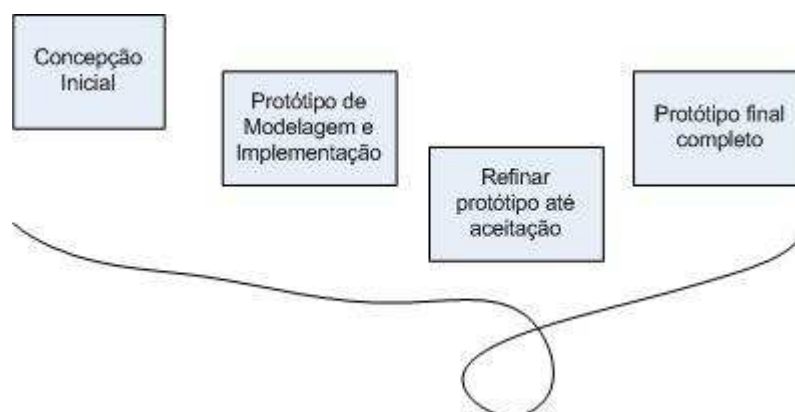 Concepção
Inicial
Protótipo de
Modelagem e
Implementação
Refinar
protótipo até
aceitação
Protótipo final
completo